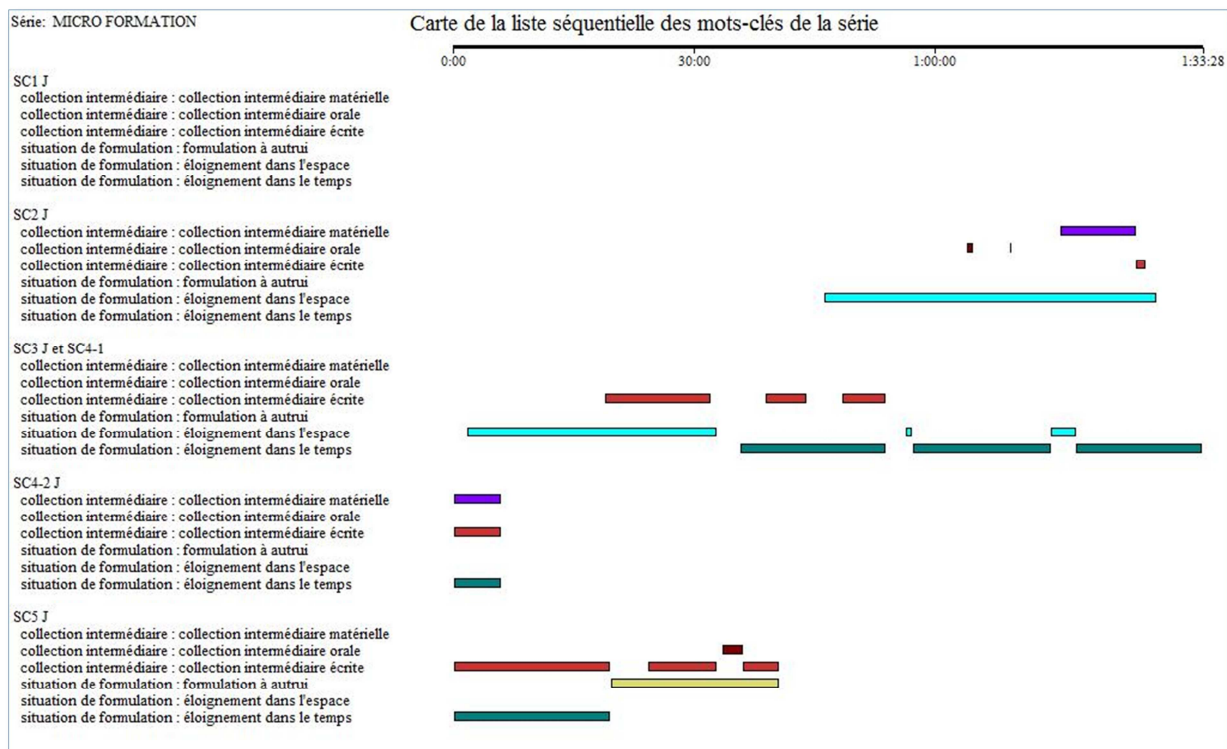 Série: MICRO FORMATION
Carte de la liste séquentielle des mots-clés de la série
0:00 30:00 1:00:00 1:33:28
SC1 J
collection intermédiaire : collection intermédiaire matérielle
collection intermédiaire : collection intermédiaire orale
collection intermédiaire : collection intermédiaire écrite
situation de formulation : formulation à autrui
situation de formulation : éloignement dans l'espace
situation de formulation : éloignement dans le temps
SC2 J
collection intermédiaire : collection intermédiaire matérielle
collection intermédiaire : collection intermédiaire orale
collection intermédiaire : collection intermédiaire écrite
situation de formulation : formulation à autrui
situation de formulation : éloignement dans l'espace
situation de formulation : éloignement dans le temps
SC3 J et SC4-1
collection intermédiaire : collection intermédiaire matérielle
collection intermédiaire : collection intermédiaire orale
collection intermédiaire : collection intermédiaire écrite
situation de formulation : formulation à autrui
situation de formulation : éloignement dans l'espace
situation de formulation : éloignement dans le temps
SC4-2 J
collection intermédiaire : collection intermédiaire matérielle
collection intermédiaire : collection intermédiaire orale
collection intermédiaire : collection intermédiaire écrite
situation de formulation : formulation à autrui
situation de formulation : éloignement dans l'espace
situation de formulation : éloignement dans le temps
SC5 J
collection intermédiaire : collection intermédiaire matérielle
collection intermédiaire : collection intermédiaire orale
collection intermédiaire : collection intermédiaire écrite
situation de formulation : formulation à autrui
situation de formulation : éloignement dans l'espace
situation de formulation : éloignement dans le temps